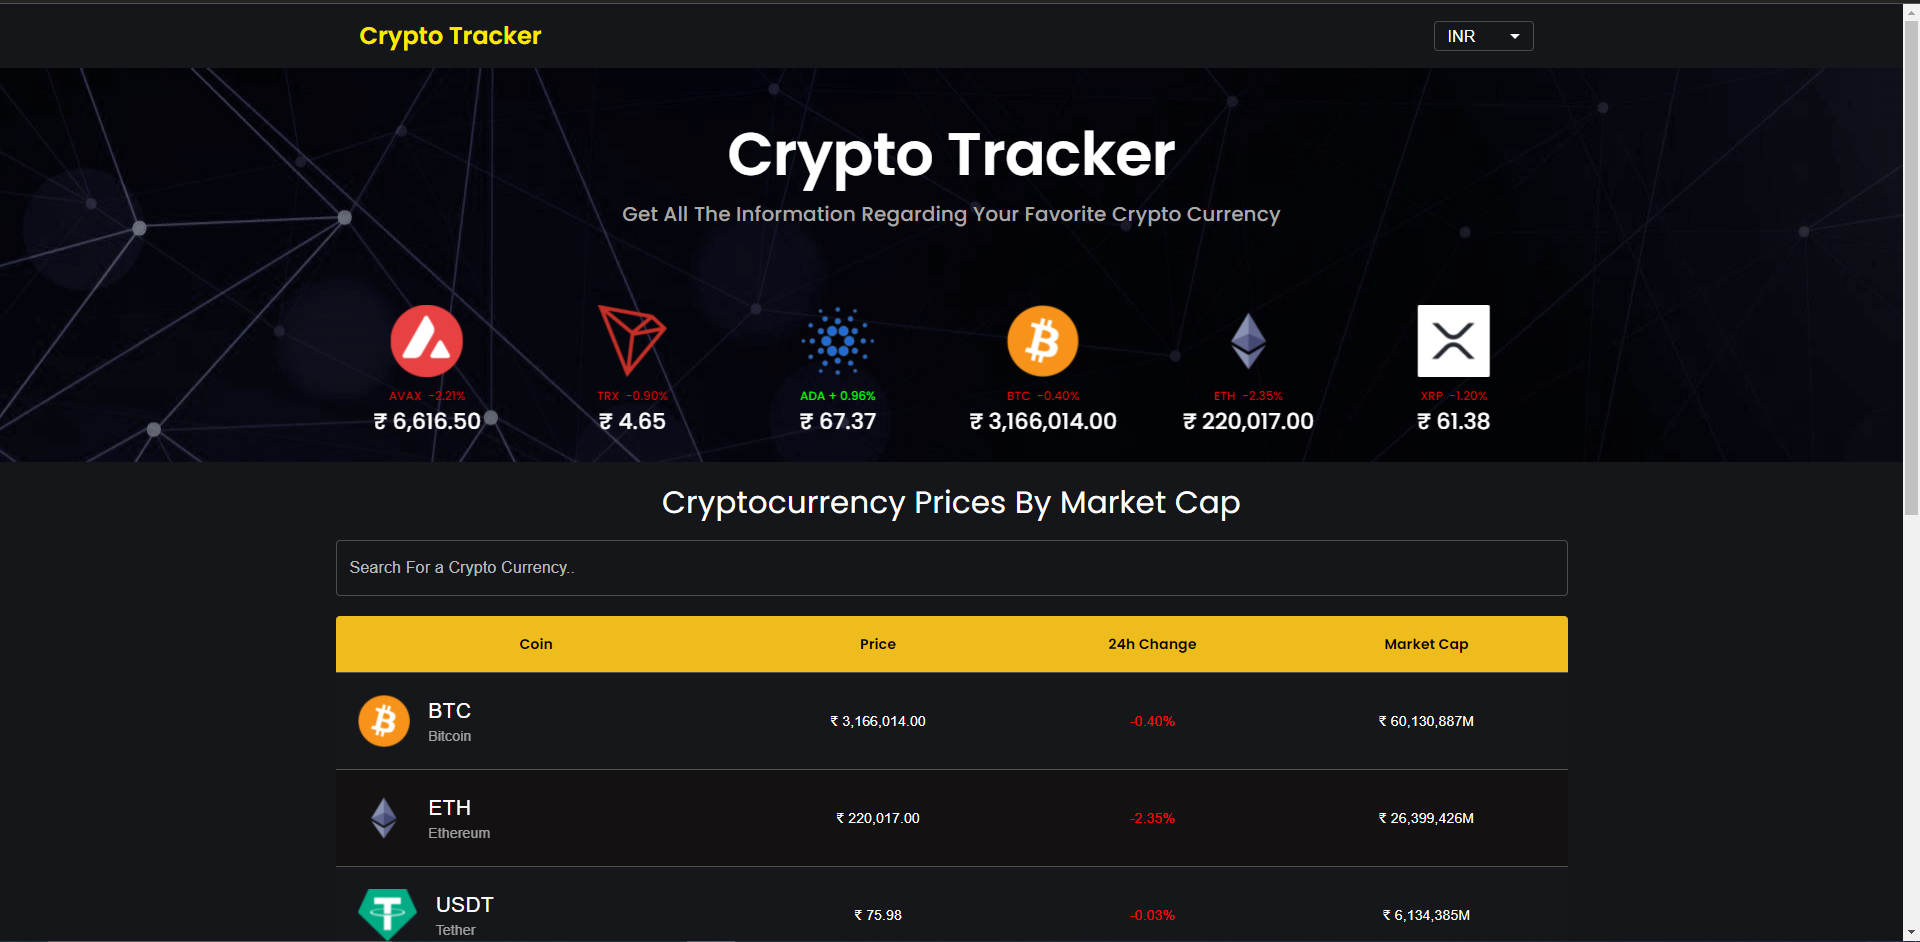 Crypto Tracker
INR
Crypto Tracker
Get All The Information Regarding Your Favorite Crypto Currency
AVAX -2.21%
₹ 6,616.50
TRX -0.90%
₹ 4.65
ADA + 0.96%
₹ 67.37
BTC -0.40%
₹ 3,166,014.00
ETH -2.35%
₹ 220,017.00
XRP -1.20%
₹ 61.38
Cryptocurrency Prices By Market Cap
Search For a Crypto Currency..
Coin Price 24h Change Market Cap
BTC
Bitcoin
₹ 3,166,014.00 -0.40% ₹ 60,130,887M
ETH
Ethereum
₹ 220,017.00 -2.35% ₹ 26,399,426M
USDT
Tether
₹ 75.98 -0.03% ₹ 6,134,385M